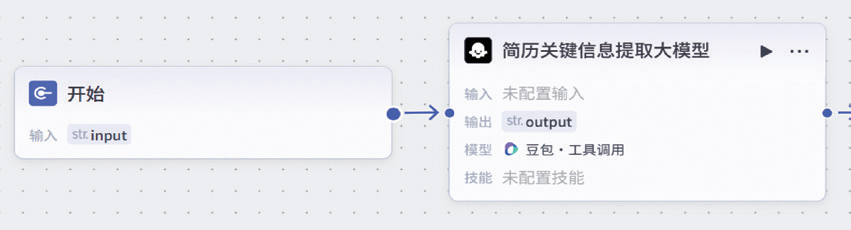 开始
输入 str. input
简历关键信息提取大模型
输入 未配置输入
输出 str. output
模型 豆包·工具调用
技能 未配置技能